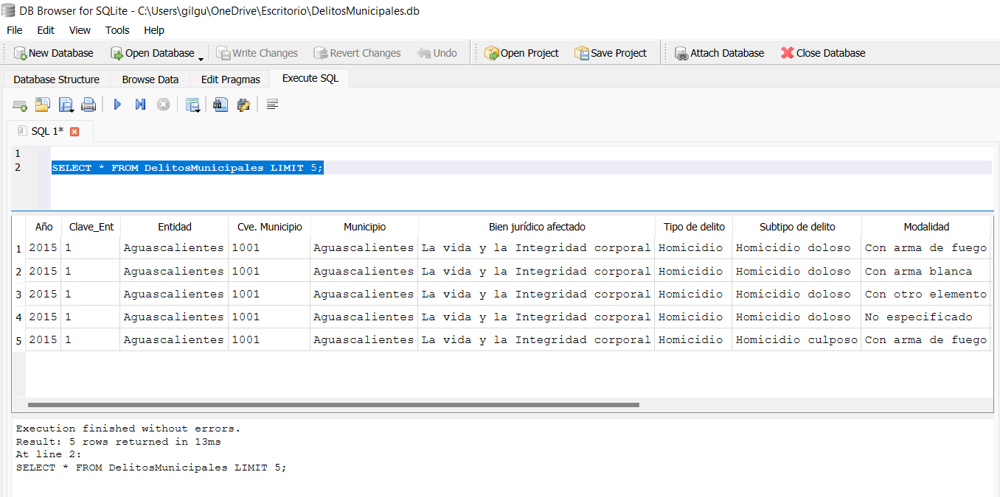 DB Browser for SQLite - C:\Users\gilgu\OneDrive\Escritorio\DelitosMunicipales.db
File Edit View Tools Help
New Database Open Database Write Changes Revert Changes Undo Open Project Save Project Attach Database Close Database
Database Structure Browse Data Edit Pragmas Execute SQL
SQL 1*
1
2 SELECT * FROM DelitosMunicipales LIMIT 5;
Año Clave_Ent Entidad Cve. Municipio Municipio Bien jurídico afectado Tipo de delito Subtipo de delito Modalidad
1 2015 1 Aguascalientes 1001 Aguascalientes La vida y la Integridad corporal Homicidio Homicidio doloso Con arma de fuego
2 2015 1 Aguascalientes 1001 Aguascalientes La vida y la Integridad corporal Homicidio Homicidio doloso Con arma blanca
3 2015 1 Aguascalientes 1001 Aguascalientes La vida y la Integridad corporal Homicidio Homicidio doloso Con otro elemento
4 2015 1 Aguascalientes 1001 Aguascalientes La vida y la Integridad corporal Homicidio Homicidio doloso No especificado
5 2015 1 Aguascalientes 1001 Aguascalientes La vida y la Integridad corporal Homicidio Homicidio culposo Con arma de fuego
Execution finished without errors.
Result: 5 rows returned in 13ms
At line 2:
SELECT * FROM DelitosMunicipales LIMIT 5;